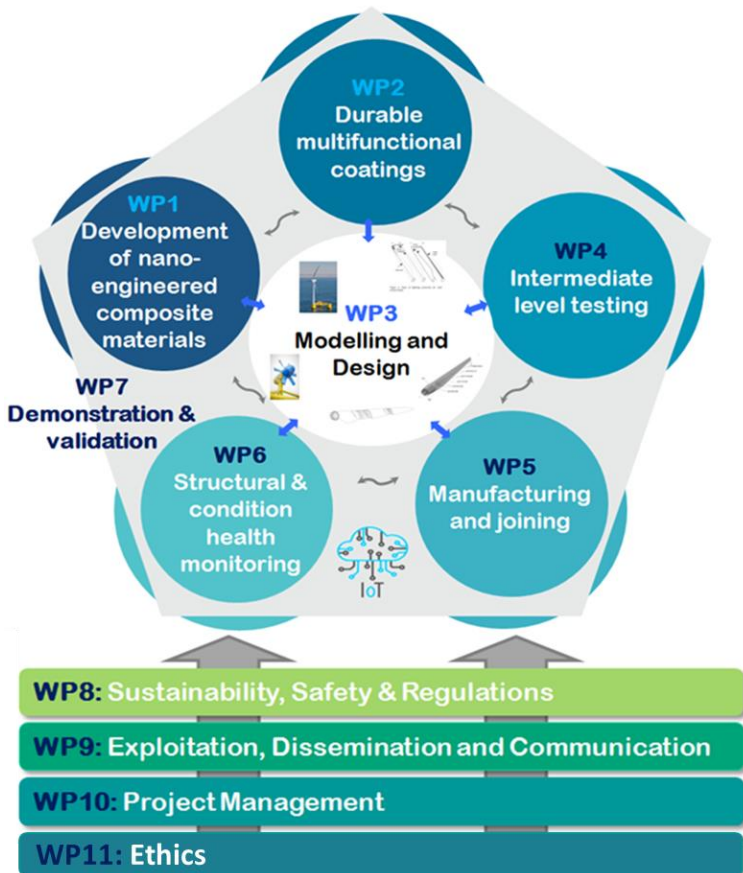 WP2
Durable
multifunctional
coatings
WP1
Development
of nano-
engineered
composite
materials
WP4
Intermediate
level testing
WP3
Modelling and
Design
WP7
Demonstration &
validation
WP6
Structural &
condition
health
monitoring
WP5
Manufacturing
and joining
IoT
WP8: Sustainability, Safety & Regulations
WP9: Exploitation, Dissemination and Communication
WP10: Project Management
WP11: Ethics